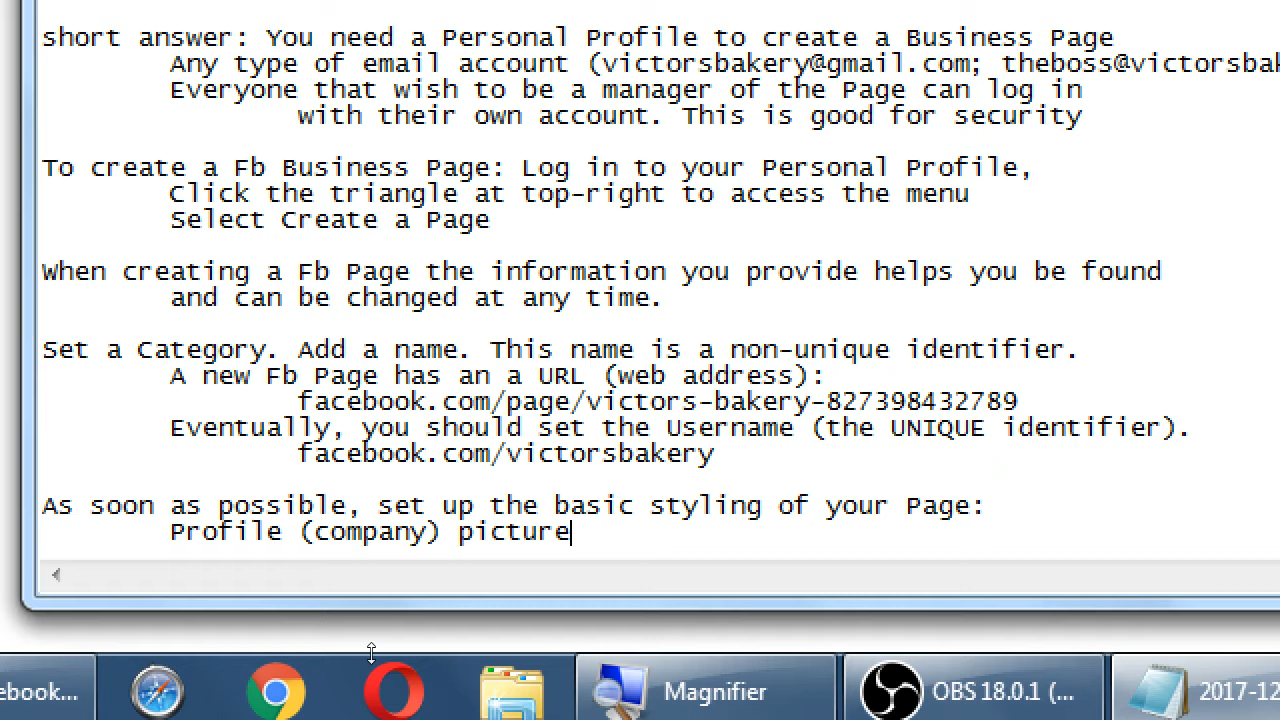 short answer: You need a Personal Profile to create a Business Page
Any type of email account (victorsbakery@gmail.com; theboss@victorsbak
Everyone that wish to be a manager of the Page can log in
with their own account. This is good for security
To create a Fb Business Page: Log in to your Personal Profile,
Click the triangle at top-right to access the menu
Select Create a Page
When creating a Fb Page the information you provide helps you be found
and can be changed at any time.
Set a Category. Add a name. This name is a non-unique identifier.
A new Fb Page has an a URL (web address):
facebook.com/page/victors-bakery-827398432789
Eventually, you should set the Username (the UNIQUE identifier).
facebook.com/victorsbakery
As soon as possible, set up the basic styling of your Page:
Profile (company) picture
ebook... Magnifier OBS 18.0.1 (... 2017-12